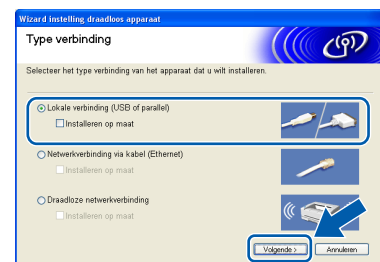 Wizard instelling draadloos apparaat
Type verbinding
Selecteer het type verbinding van het apparaat dat u wilt installeren.
Lokale verbinding (USB of parallel)
Installeren op maat
Netwerkverbinding via kabel (Ethernet)
Installeren op maat
Draadloze netwerkverbinding
Installeren op maat
Volgende >
Annuleren